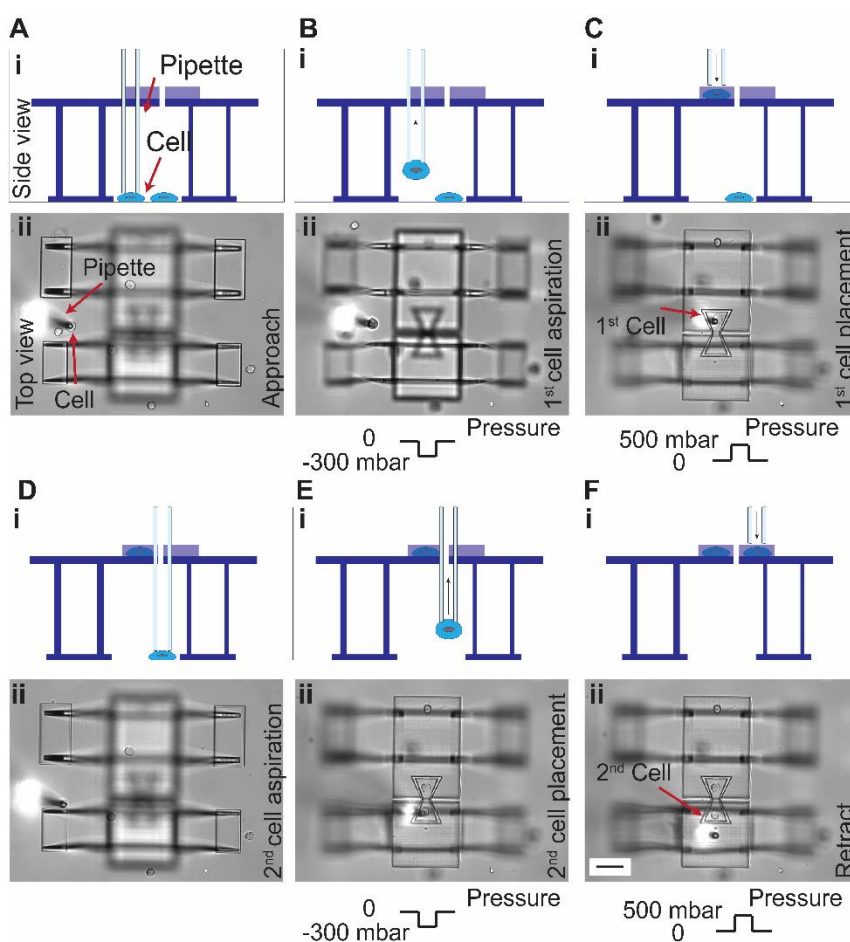 A
i
Pipette
Cell
Side view
ii
Pipette
Cell
Top view
Approach
B
i
ii
1st cell aspiration
0
-300 mbar
Pressure
C
i
ii
1st Cell
1st cell placement
Pressure
500 mbar
0
D
i
ii
2nd cell aspiration
E
i
ii
2nd cell placement
0
-300 mbar
Pressure
F
i
ii
2nd Cell
Retract
Pressure
500 mbar
0